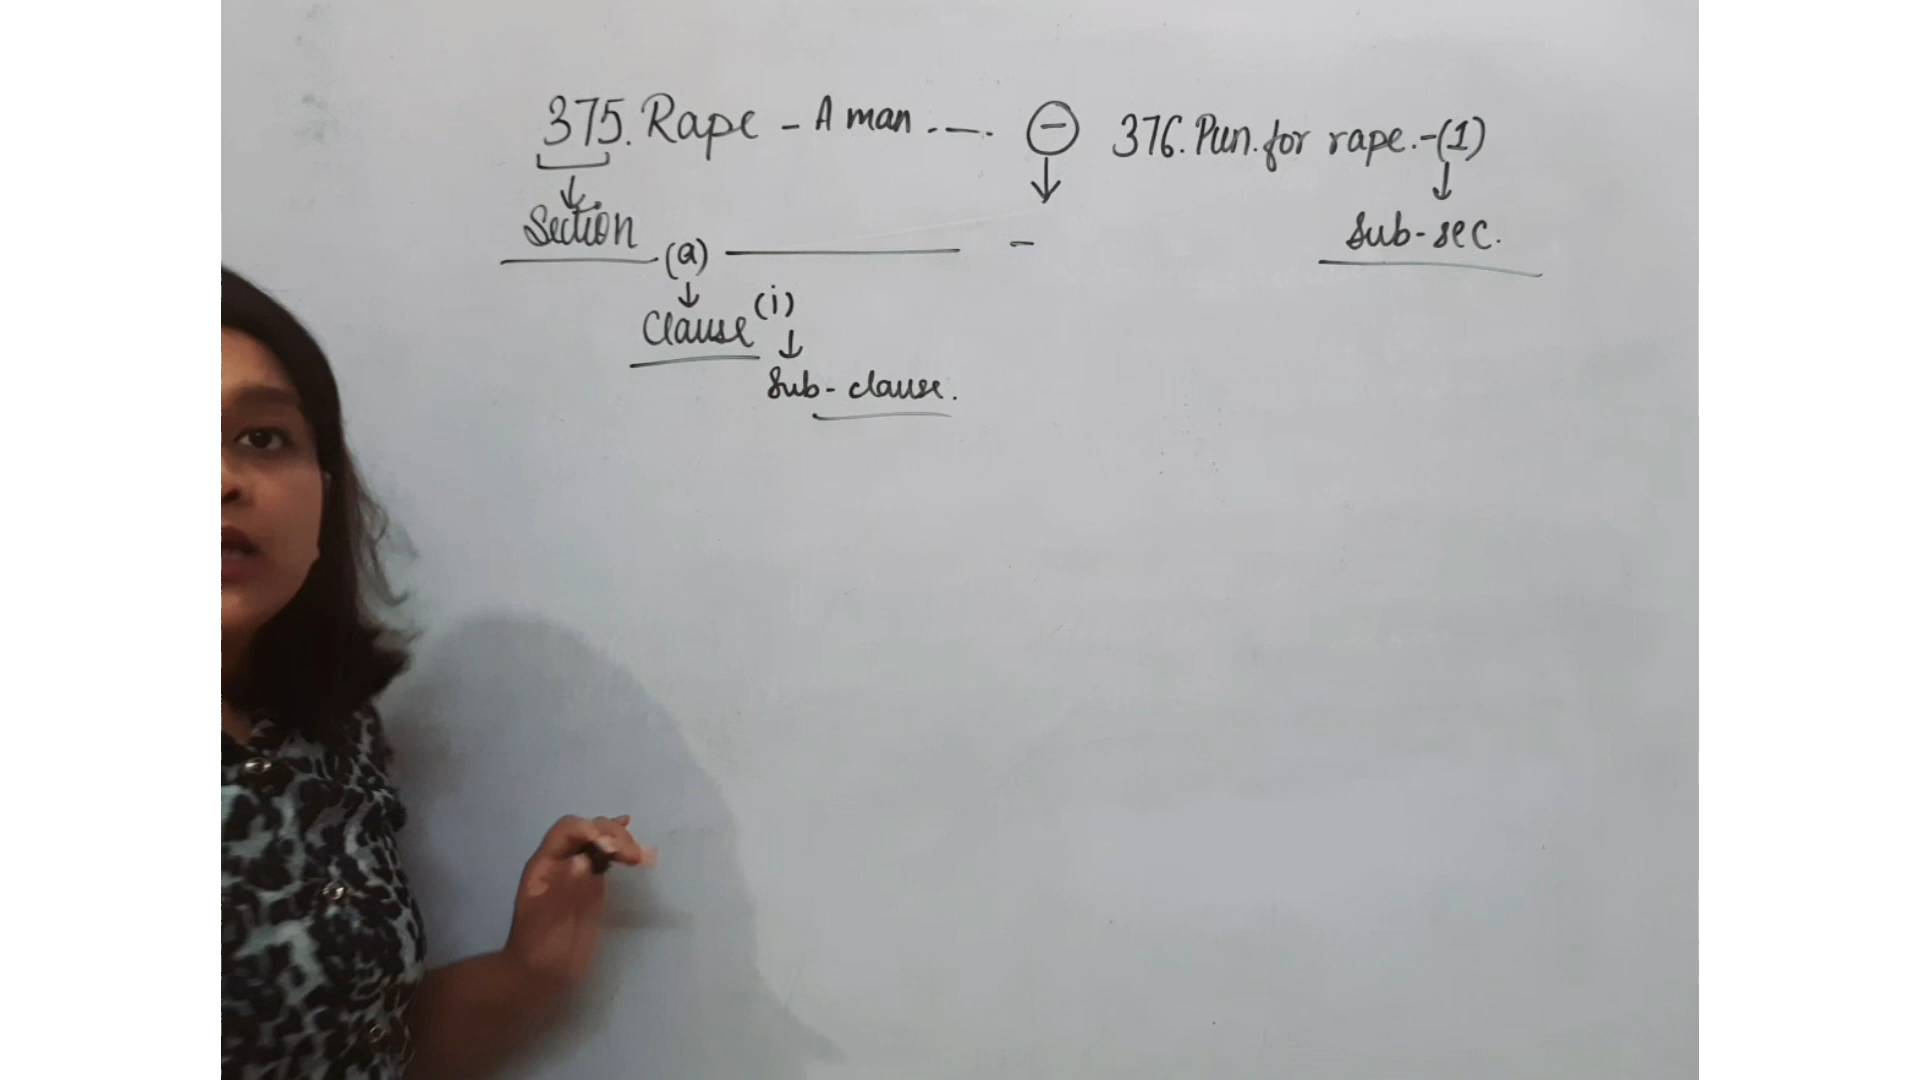 375. Rape - A man .-. - 376. Pun. for rape.-(1)
Section
(a) -
Sub-sec.
(i)
Clause
Sub-clause.